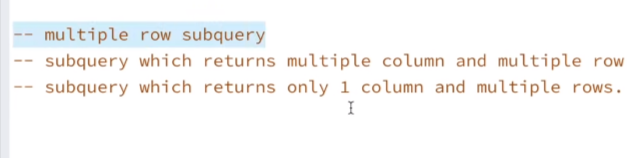 -- multiple row subquery
-- subquery which returns multiple column and multiple row
-- subquery which returns only 1 column and multiple rows.